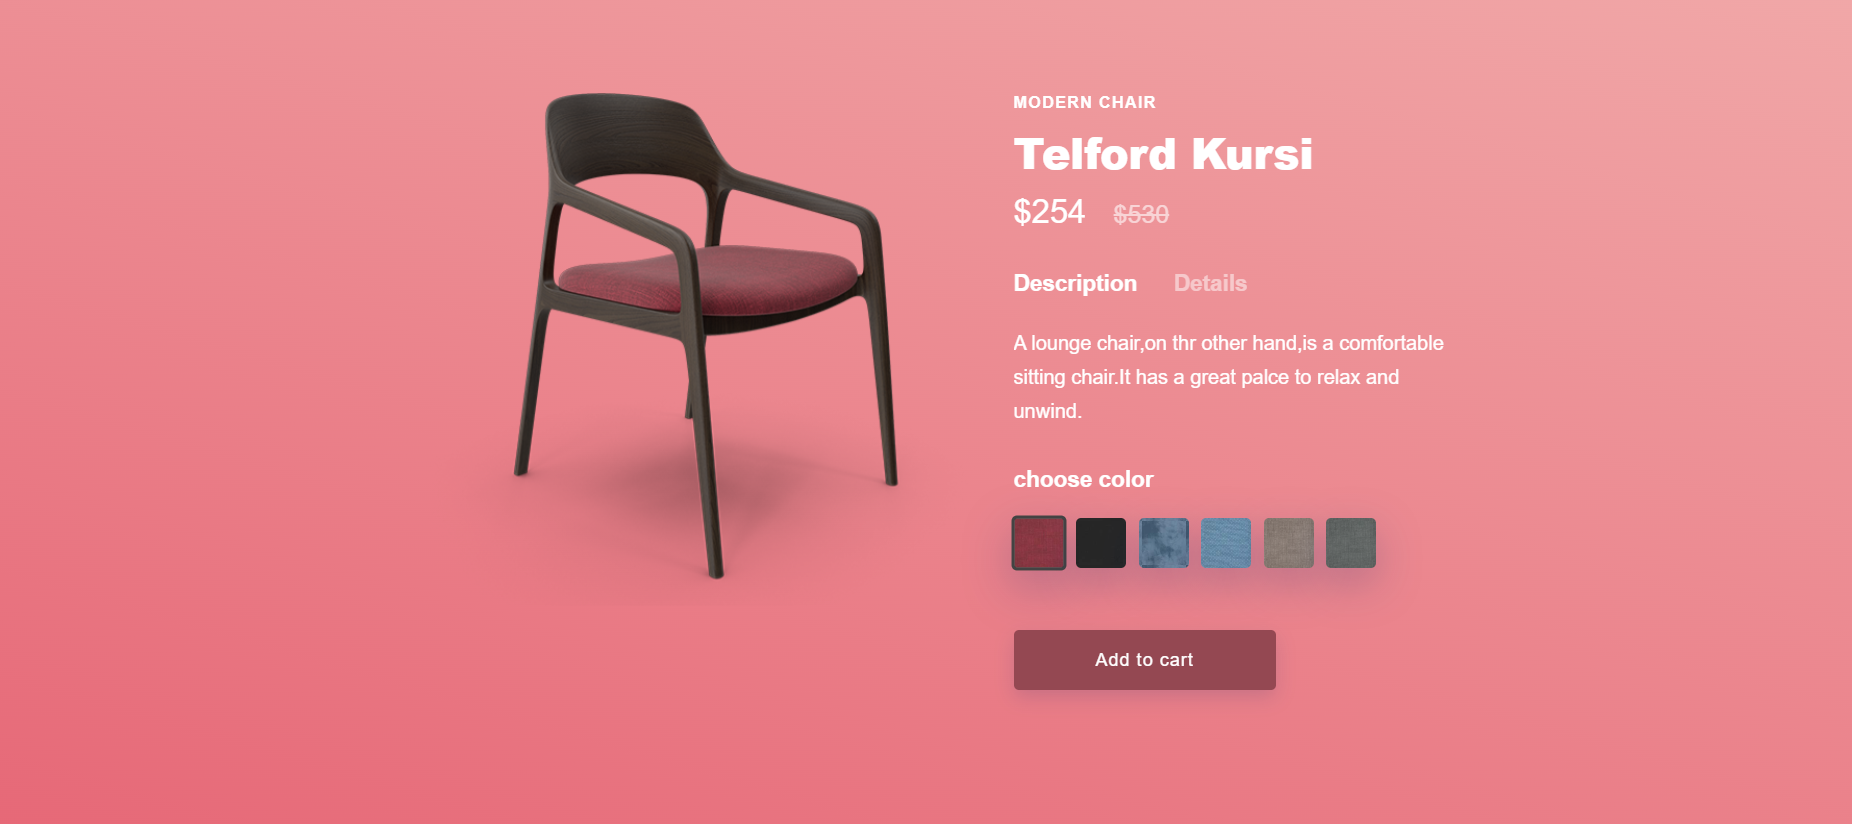 MODERN CHAIR
Telford Kursi
$254 $530
Description Details
A lounge chair,on thr other hand,is a comfortable
sitting chair.It has a great palce to relax and
unwind.
choose color
Add to cart